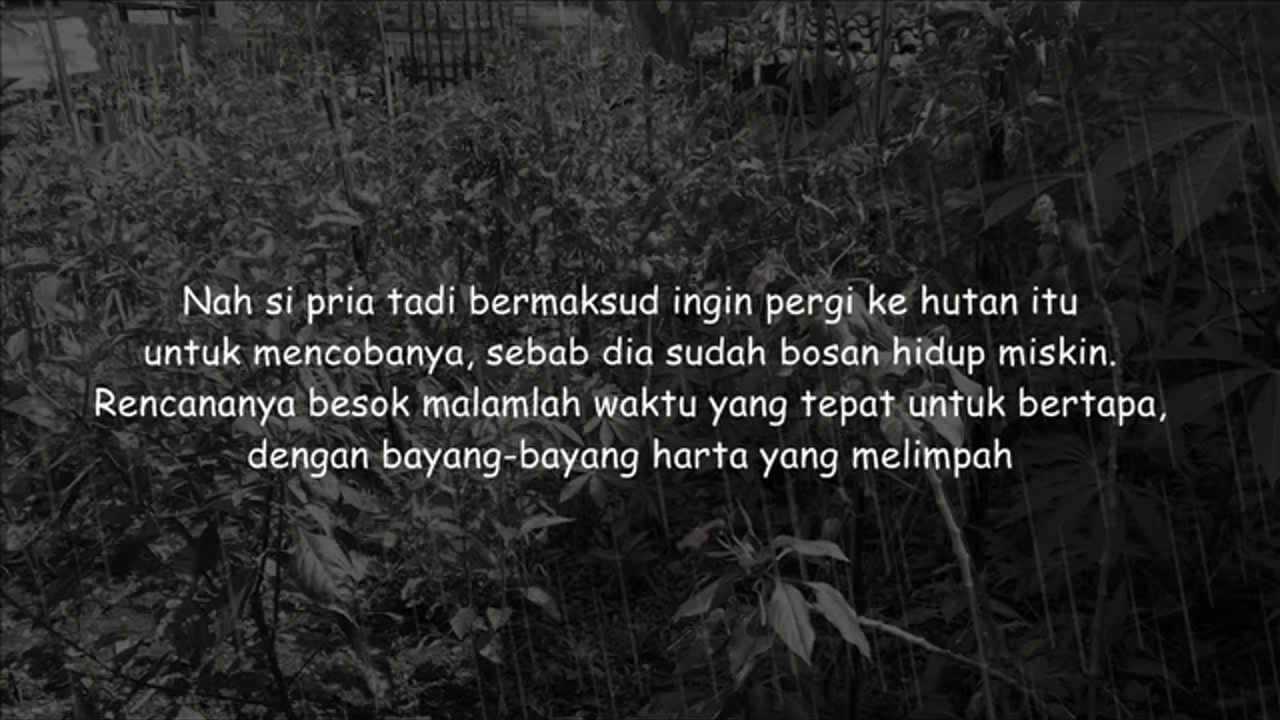 Nah si pria tadi bermaksud ingin pergi ke hutan itu
untuk mencobanya, sebab dia sudah bosan hidup miskin.
Rencananya besok malamlah waktu yang tepat untuk bertapa,
dengan bayang-bayang harta yang melimpah